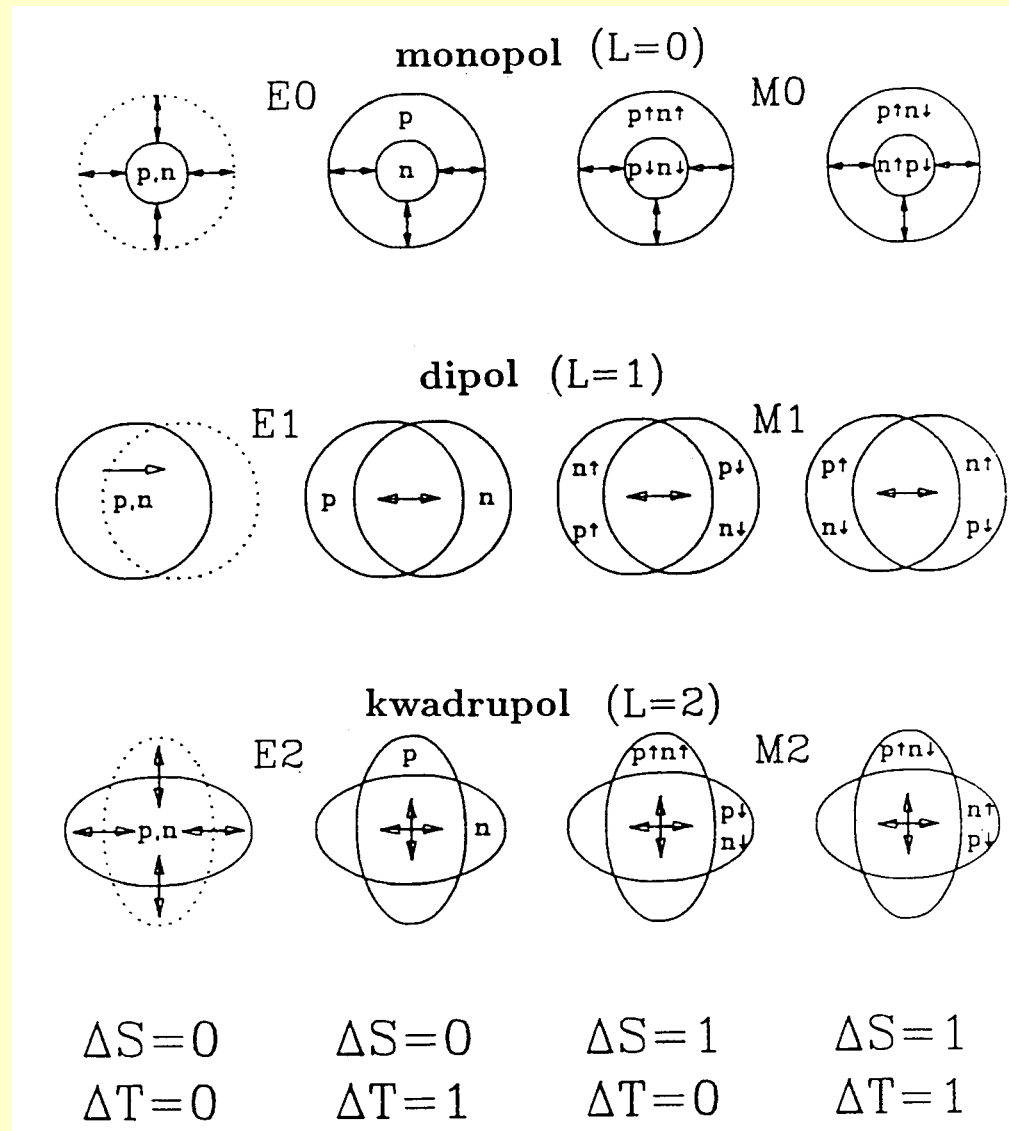 monopol (L=0)
E0 M0
p,n
p
n
p↑n↑
p↓n↓
p↑n↓
n↑p↓
dipol (L=1)
E1 M1
p,n
p n
n↑ p↓
p↑ n↓
p↑ n↑
n↓ p↓
kwadrupol (L=2)
E2 M2
p,n
p
n
p↑n↑
p↓
n↓
p↑n↓
n↑
p↓
ΔS=0 ΔS=0 ΔS=1 ΔS=1
ΔT=0 ΔT=1 ΔT=0 ΔT=1